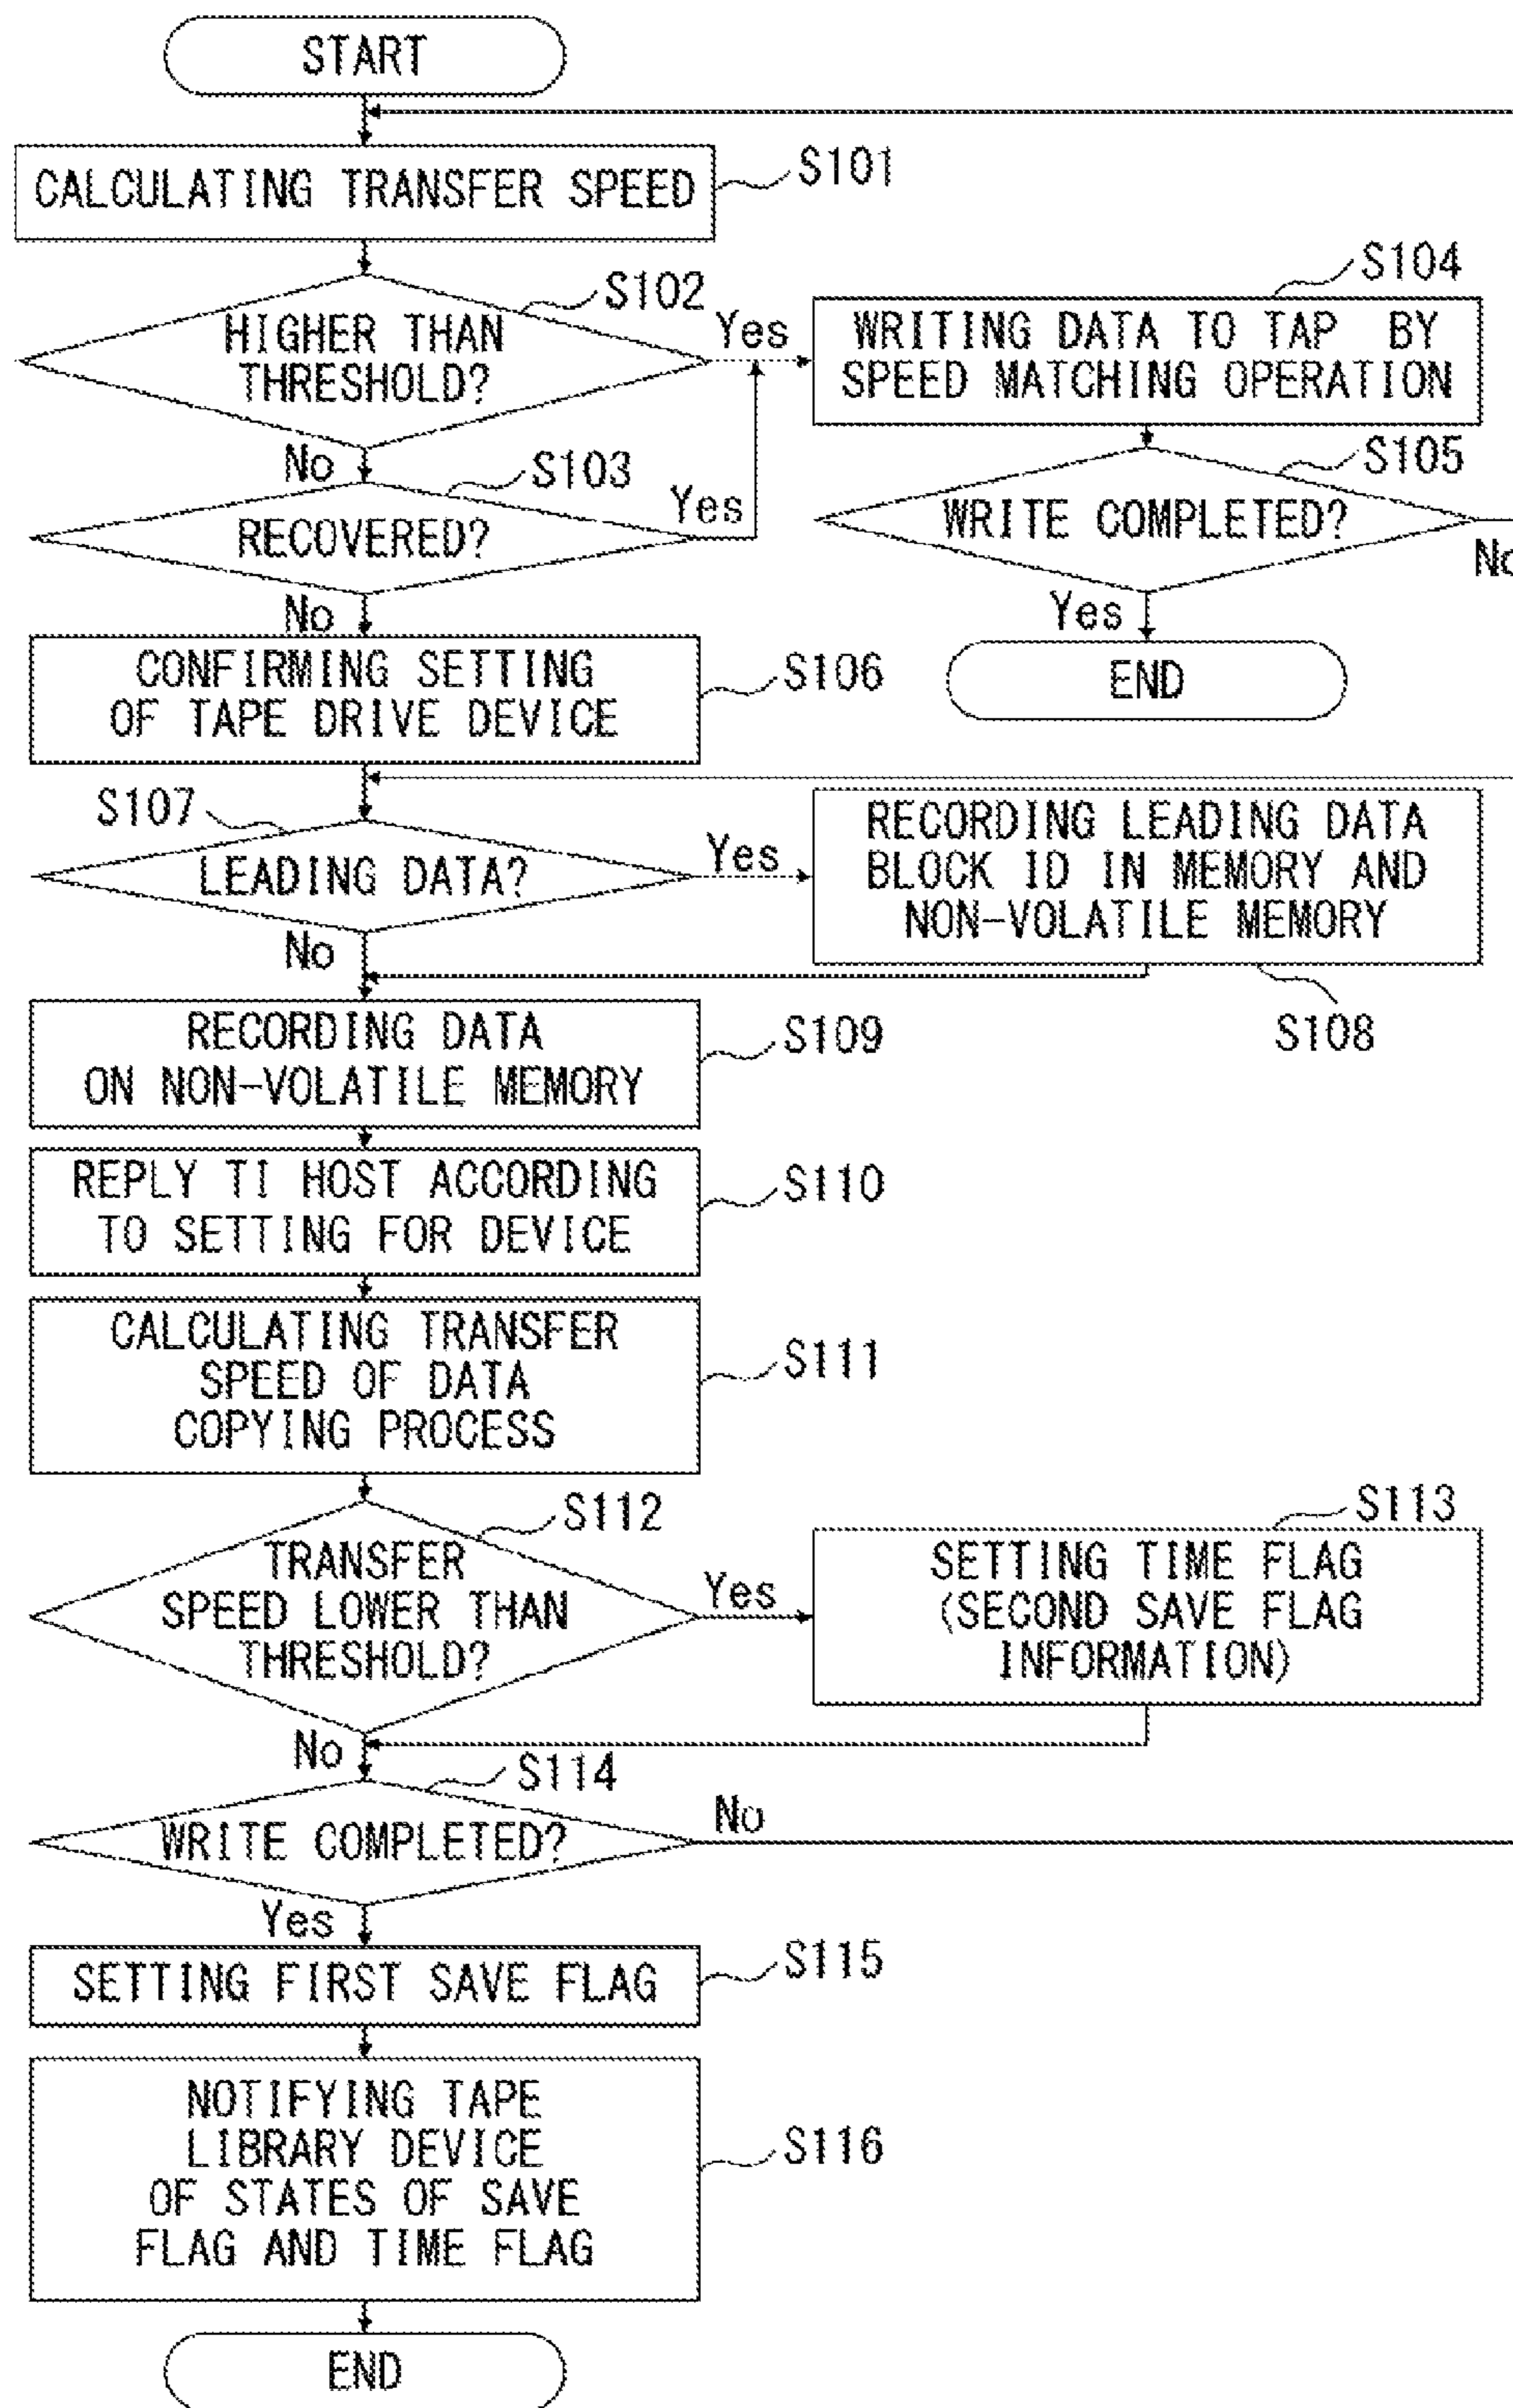 START
CALCULATING TRANSFER SPEED
S101
HIGHER THAN
THRESHOLD?
S102
Yes
No
WRITING DATA TO TAP BY
SPEED MATCHING OPERATION
S104
RECOVERED?
S103
Yes
No
WRITE COMPLETED?
S105
No
Yes
END
CONFIRMING SETTING
OF TAPE DRIVE DEVICE
S106
S107
LEADING DATA?
Yes
No
RECORDING LEADING DATA
BLOCK ID IN MEMORY AND
NON-VOLATILE MEMORY
S108
RECORDING DATA
ON NON-VOLATILE MEMORY
S109
REPLY TI HOST ACCORDING
TO SETTING FOR DEVICE
S110
CALCULATING TRANSFER
SPEED OF DATA
COPYING PROCESS
S111
S112
TRANSFER
SPEED LOWER THAN
THRESHOLD?
Yes
No
S113
SETTING TIME FLAG
(SECOND SAVE FLAG
INFORMATION)
S114
WRITE COMPLETED?
No
Yes
SETTING FIRST SAVE FLAG
S115
NOTIFYING TAPE
LIBRARY DEVICE
OF STATES OF SAVE
FLAG AND TIME FLAG
S116
END